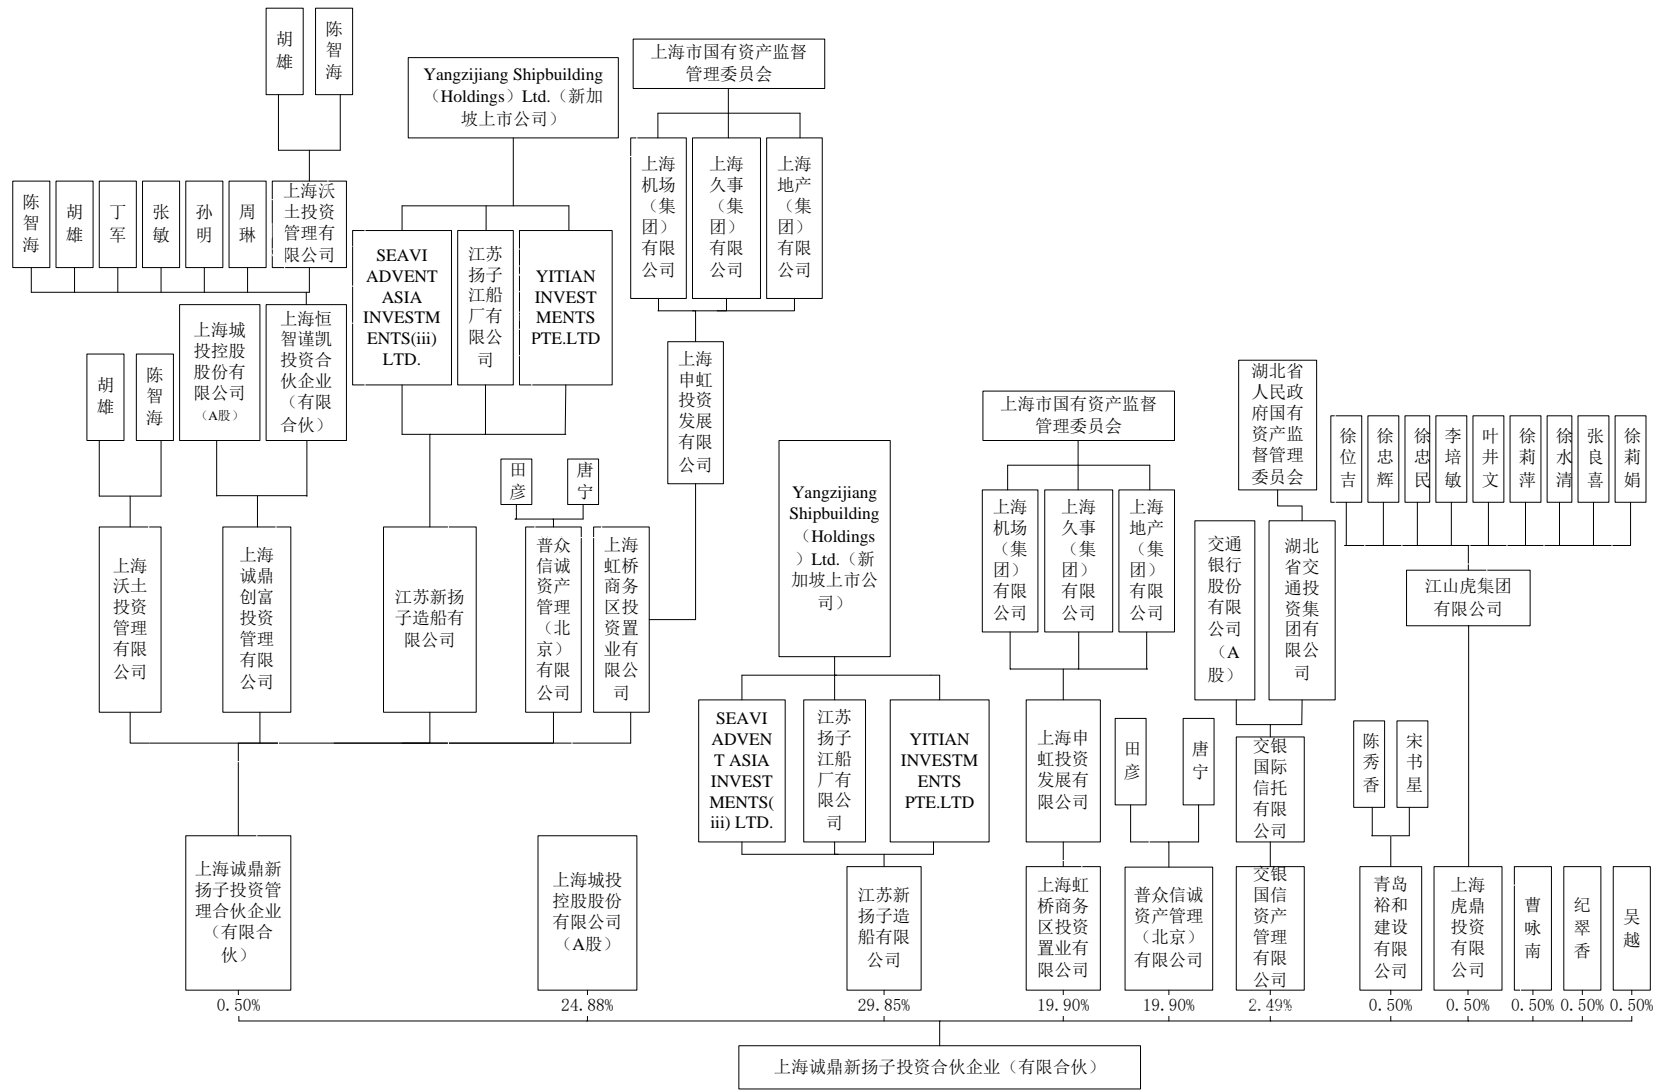 胡
雄
陈
智
海
Yangzijiang Shipbuilding
（Holdings）Ltd.（新加
坡上市公司）
上海市国有资产监督
管理委员会
陈
智
海
胡
雄
丁
军
张
敏
孙
明
周
琳
上海沃
土投资
管理有
限公司
SEAVI
ADVENT
ASIA
INVESTM
ENTS(iii)
LTD.
江苏
扬子
江船
厂有
限公
司
YITIAN
INVEST
MENTS
PTE.LTD
上海
机场
（集
团）
有限
公司
上海
久事
（集
团）
有限
公司
上海
地产
（集
团）
有限
公司
胡
雄
陈
智
海
上海城
投控股
股份有
限公司
（A股）
上海恒
智谨凯
投资合
伙企业
（有限
合伙）
上海
申虹
投资
发展
有限
公司
田
彦
唐
宁
上海
沃土
投资
管理
有限
公司
上海
诚鼎
创富
投资
管理
有限
公司
江苏新扬
子造船有
限公司
普众
信诚
资产
管理
（北
京）
有限
公司
上海
虹桥
商务
区投
资置
业有
限公
司
Yangzijiang
Shipbuilding
（Holdings
）Ltd.（新
加坡上市公
司）
上海市国有资产监督
管理委员会
上海
机场
（集
团）
有限
公司
上海
久事
（集
团）
有限
公司
上海
地产
（集
团）
有限
公司
湖北省
人民政
府国有
资产监
督管理
委员会
交通
银行
股份
有限
公司
（A
股）
湖北
省交
通投
资集
团有
限公
司
徐
位
吉
徐
忠
辉
徐
忠
民
李
培
敏
叶
井
文
徐
莉
萍
徐
水
清
张
良
喜
徐
莉
娟
江山虎集团
有限公司
SEAVI
ADVEN
T ASIA
INVEST
MENTS(
iii) LTD.
江苏
扬子
江船
厂有
限公
司
YITIAN
INVESTM
ENTS
PTE.LTD
上海申
虹投资
发展有
限公司
田
彦
唐
宁
交银
国际
信托
有限
公司
陈
秀
香
宋
书
星
上海诚鼎新
扬子投资管
理合伙企业
（有限合
伙）
上海城投
控股股份
有限公司
（A股）
江苏新
扬子造
船有限
公司
上海虹
桥商务
区投资
置业有
限公司
普众信诚
资产管理
（北京）
有限公司
交银
国信
资产
管理
有限
公司
青岛
裕和
建设
有限
公司
上海
虎鼎
投资
有限
公司
曹
咏
南
纪
翠
香
吴
越
0.50%
24.88%
29.85%
19.90%
19.90%
2.49%
0.50%
0.50%
0.50%
0.50%
0.50%
上海诚鼎新扬子投资合伙企业（有限合伙）